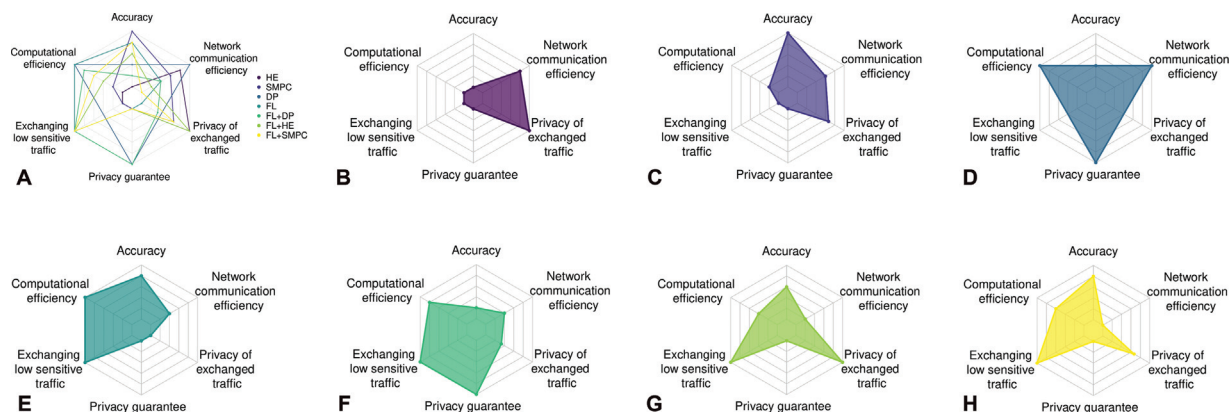 Accuracy
Computational
efficiency
Network
communication
efficiency
Exchanging
low sensitive
traffic
Privacy of
exchanged traffic
Privacy guarantee
HE
SMPC
DP
FL
FL+DP
FL+HE
FL+SMPC
A
Accuracy
Computational
efficiency
Network
communication
efficiency
Exchanging
low sensitive
traffic
Privacy of
exchanged
traffic
Privacy guarantee
B
Accuracy
Computational
efficiency
Network
communication
efficiency
Exchanging
low sensitive
traffic
Privacy of
exchanged
traffic
Privacy guarantee
C
Accuracy
Computational
efficiency
Network
communication
efficiency
Exchanging
low sensitive
traffic
Privacy of
exchanged
traffic
Privacy guarantee
D
Accuracy
Computational
efficiency
Network
communication
efficiency
Exchanging
low sensitive
traffic
Privacy of
exchanged
traffic
Privacy guarantee
E
Accuracy
Computational
efficiency
Network
communication
efficiency
Exchanging
low sensitive
traffic
Privacy of
exchanged
traffic
Privacy guarantee
F
Accuracy
Computational
efficiency
Network
communication
efficiency
Exchanging
low sensitive
traffic
Privacy of
exchanged
traffic
Privacy guarantee
G
Accuracy
Computational
efficiency
Network
communication
efficiency
Exchanging
low sensitive
traffic
Privacy of
exchanged
traffic
Privacy guarantee
H